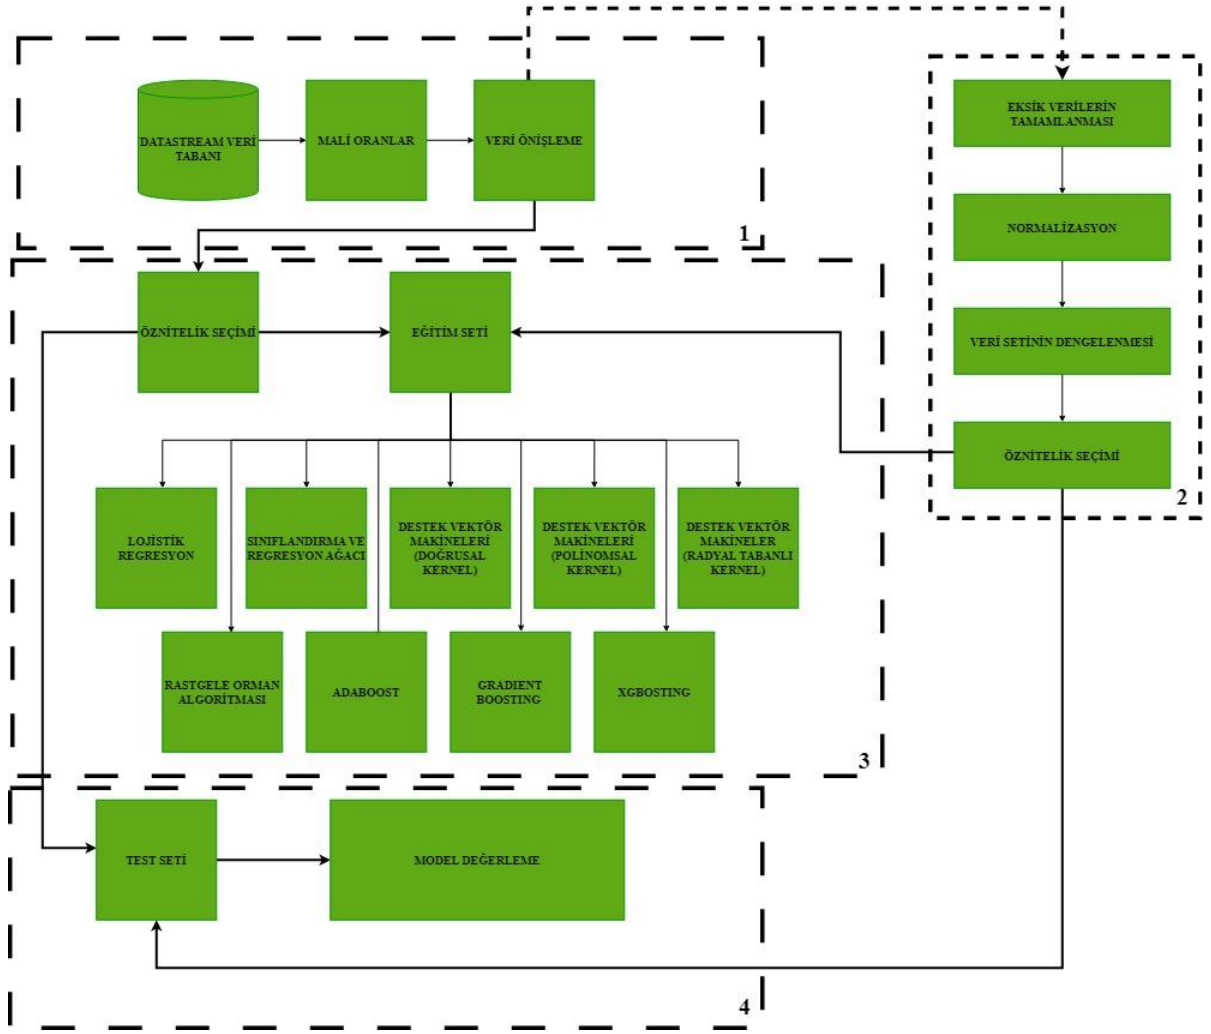 DATASTREAM VERİ
TABANI
MALİ ORANLAR
VERİ ÖNİŞLEME
1
EKSİK VERİLERİN
TAMAMLANMASI
NORMALİZASYON
VERİ SETİNİN DENGELENMESİ
ÖZNİTELİK SEÇİMİ
2
ÖZNİTELİK SEÇİMİ
EĞİTİM SETİ
LOJİSTİK
REGRESYON
SINIFLANDIRMA VE
REGRESYON AĞACI
DESTEK VEKTÖR
MAKİNELERİ
(DOĞRUSAL
KERNEL)
DESTEK VEKTÖR
MAKİNELERİ
(POLİNOMSAL
KERNEL)
DESTEK VEKTÖR
MAKİNELER
(RADYAL TABANLI
KERNEL)
RASTGELE ORMAN
ALGORİTMASI
ADABOOST
GRADIENT
BOOSTING
XGBOSTING
3
TEST SETİ
MODEL DEĞERLEME
4